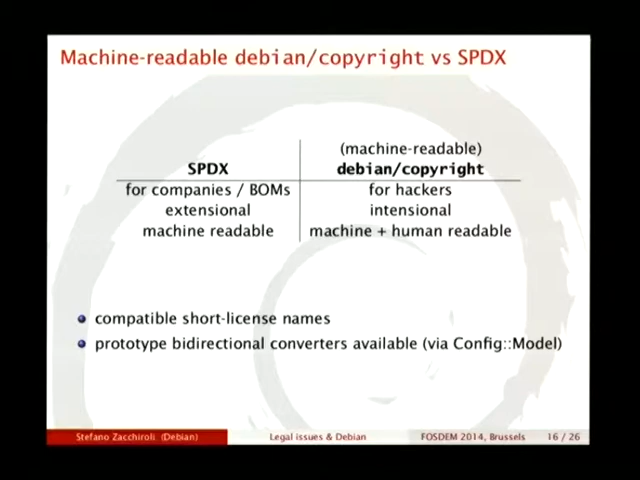 Machine-readable debian/copyright vs SPDX
(machine-readable)
SPDX debian/copyright
for companies / BOMs for hackers
extensional intensional
machine readable machine + human readable
compatible short-license names
prototype bidirectional converters available (via Config::Model)
Stefano Zacchiroli (Debian) Legal issues & Debian FOSDEM 2014, Brussels 16 / 26